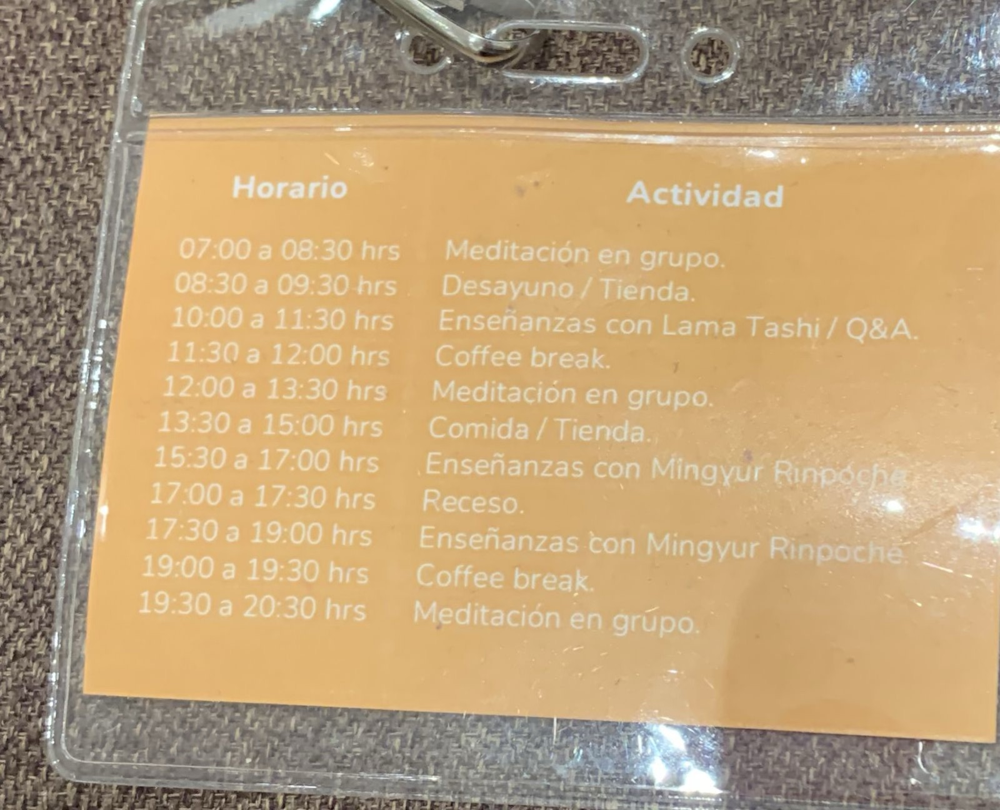 Horario Actividad
07:00 a 08:30 hrs Meditación en grupo.
08:30 a 09:30 hrs Desayuno / Tienda.
10:00 a 11:30 hrs Enseñanzas con Lama Tashi / Q&A.
11:30 a 12:00 hrs Coffee break.
12:00 a 13:30 hrs Meditación en grupo.
13:30 a 15:00 hrs Comida / Tienda.
15:30 a 17:00 hrs Enseñanzas con Mingyur Rinpoche
17:00 a 17:30 hrs Receso.
17:30 a 19:00 hrs Enseñanzas con Mingyur Rinpoche
19:00 a 19:30 hrs Coffee break.
19:30 a 20:30 hrs Meditación en grupo.